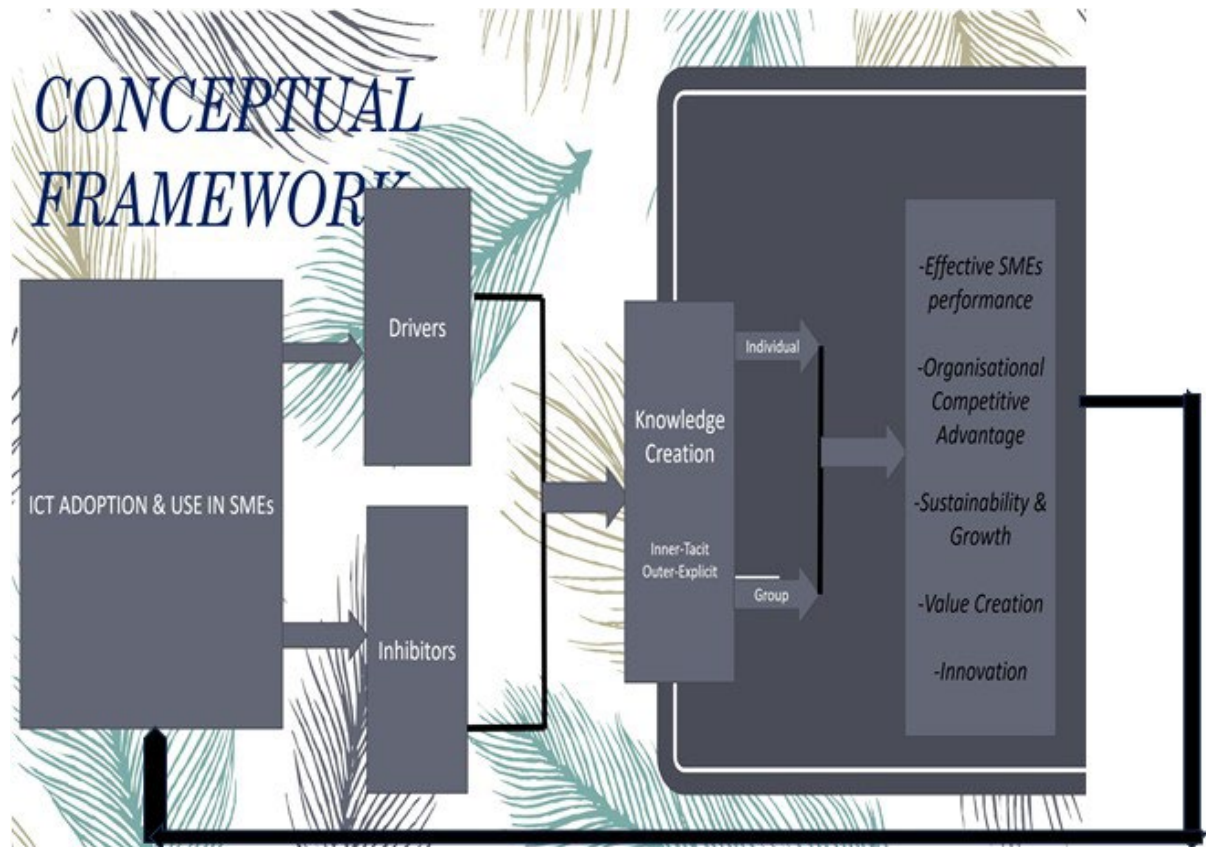 CONCEPTUAL
FRAMEWORK
ICT ADOPTION & USE IN SMEs
Drivers
Inhibitors
Knowledge
Creation
Inner-Tacit
Outer-Explicit
Individual
Group
-Effective SMEs
performance
-Organisational
Competitive
Advantage
-Sustainability &
Growth
-Value Creation
-Innovation